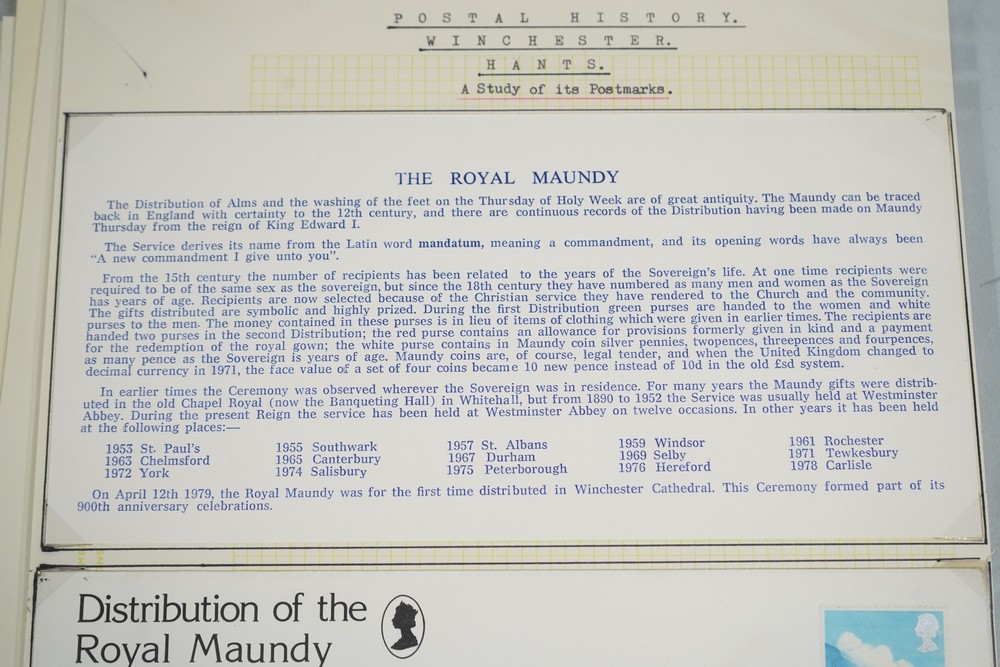 POSTAL HISTORY.
WINCHESTER.
HANTS.
A Study of its Postmarks.
THE ROYAL MAUNDY
The Distribution of Alms and the washing of the feet on the Thursday of Holy Week are of great antiquity. The Maundy can be traced
back in England with certainty to the 12th century, and there are continuous records of the Distribution having been made on Maundy
Thursday from the reign of King Edward I.
The Service derives its name from the Latin word mandatum, meaning a commandment, and its opening words have always been
“A new commandment I give unto you”.
From the 15th century the number of recipients has been related to the years of the Sovereign's life. At one time recipients were
required to be of the same sex as the sovereign, but since the 18th century they have numbered as many men and women as the Sovereign
has years of age. Recipients are now selected because of the Christian service they have rendered to the Church and the community.
The gifts distributed are symbolic and highly prized. During the first Distribution green purses are handed to the women and white
purses to the men. The money contained in these purses is in lieu of items of clothing which were given in earlier times. The recipients are
handed two purses in the second Distribution; the red purse contains an allowance for provisions formerly given in kind and a payment
for the redemption of the royal gown; the white purse contains in Maundy coin silver pennies, twopences, threepences and fourpences,
as many pence as the Sovereign is years of age. Maundy coins are, of course, legal tender, and when the United Kingdom changed to
decimal currency in 1971, the face value of a set of four coins became 10 new pence instead of 10d in the old £sd system.
In earlier times the Ceremony was observed wherever the Sovereign was in residence. For many years the Maundy gifts were distrib-
uted in the old Chapel Royal (now the Banqueting Hall) in Whitehall, but from 1890 to 1952 the Service was usually held at Westminster
Abbey. During the present Reign the service has been held at Westminster Abbey on twelve occasions. In other years it has been held
at the following places:—
1953 St. Paul's 1955 Southwark 1957 St. Albans 1959 Windsor 1961 Rochester
1963 Chelmsford 1965 Canterbury 1967 Durham 1969 Selby 1971 Tewkesbury
1972 York 1974 Salisbury 1975 Peterborough 1976 Hereford 1978 Carlisle
On April 12th 1979, the Royal Maundy was for the first time distributed in Winchester Cathedral. This Ceremony formed part of its
900th anniversary celebrations.
Distribution of the
Royal Maundy